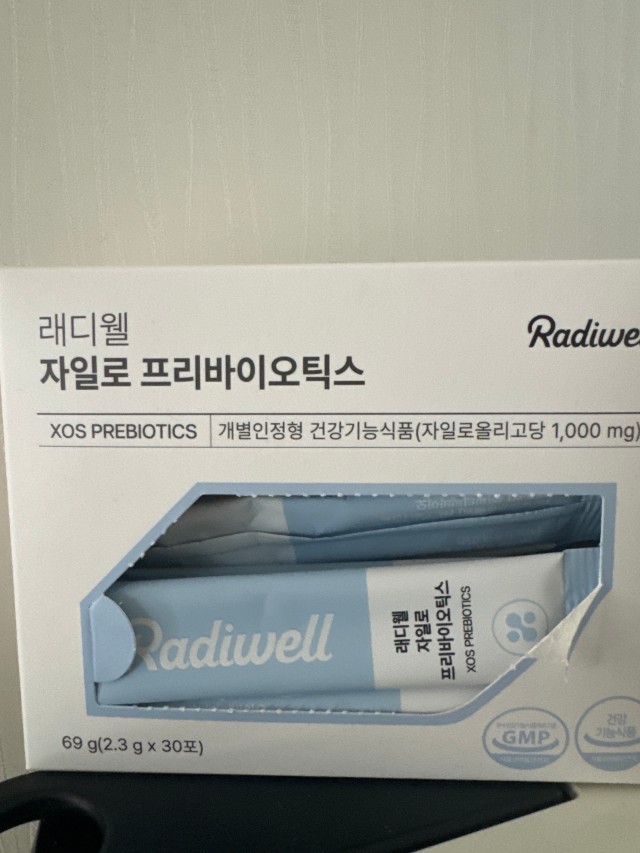 래디웰
자일로 프리바이오틱스
Radiwe
XOS PREBIOTICS
개별인정형 건강기능식품(자일로올리고당 1,000 mg)
Radiwell
래디웰
자일로
프리바이오틱스
XOS PREBIOTICS
69 g(2.3 g x 30포)
GMP
건강
기능식품